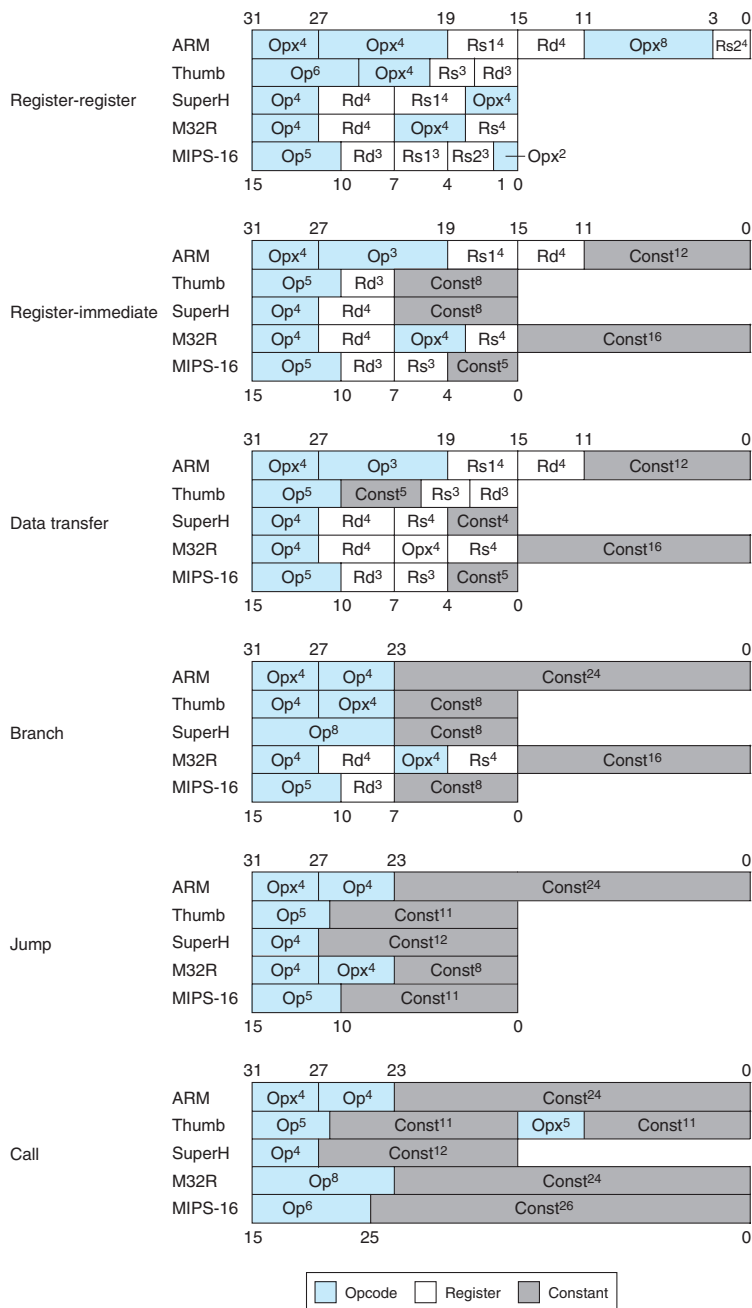 31 27 19 15 11 3 0
ARM Opx⁴ Opx⁴ Rs1⁴ Rd⁴ Opx⁸ Rs2⁴
Thumb Op⁶ Opx⁴ Rs³ Rd³
Register-register SuperH Op⁴ Rd⁴ Rs1⁴ Opx⁴
M32R Op⁴ Rd⁴ Opx⁴ Rs⁴
MIPS-16 Op⁵ Rd³ Rs1³ Rs2³ Opx²
15 10 7 4 1 0
31 27 19 15 11 0
ARM Opx⁴ Op³ Rs1⁴ Rd⁴ Const¹²
Thumb Op⁵ Rd³ Const⁸
Register-immediate SuperH Op⁴ Rd⁴ Const⁸
M32R Op⁴ Rd⁴ Opx⁴ Rs⁴ Const¹⁶
MIPS-16 Op⁵ Rd³ Rs³ Const⁵
15 10 7 4 0
31 27 19 15 11 0
ARM Opx⁴ Op³ Rs1⁴ Rd⁴ Const¹²
Thumb Op⁵ Const⁵ Rs³ Rd³
Data transfer SuperH Op⁴ Rd⁴ Rs⁴ Const⁴
M32R Op⁴ Rd⁴ Opx⁴ Rs⁴ Const¹⁶
MIPS-16 Op⁵ Rd³ Rs³ Const⁵
15 10 7 4 0
31 27 23 0
ARM Opx⁴ Op⁴ Const²⁴
Thumb Op⁴ Opx⁴ Const⁸
Branch SuperH Op⁸ Const⁸
M32R Op⁴ Rd⁴ Opx⁴ Rs⁴ Const¹⁶
MIPS-16 Op⁵ Rd³ Const⁸
15 10 7 0
31 27 23 0
ARM Opx⁴ Op⁴ Const²⁴
Thumb Op⁵ Const¹¹
Jump SuperH Op⁴ Const¹²
M32R Op⁴ Opx⁴ Const⁸
MIPS-16 Op⁵ Const¹¹
15 10 0
31 27 23 0
ARM Opx⁴ Op⁴ Const²⁴
Thumb Op⁵ Const¹¹ Opx⁵ Const¹¹
Call SuperH Op⁴ Const¹²
M32R Op⁸ Const²⁴
MIPS-16 Op⁶ Const²⁶
15 25 0
Opcode Register Constant